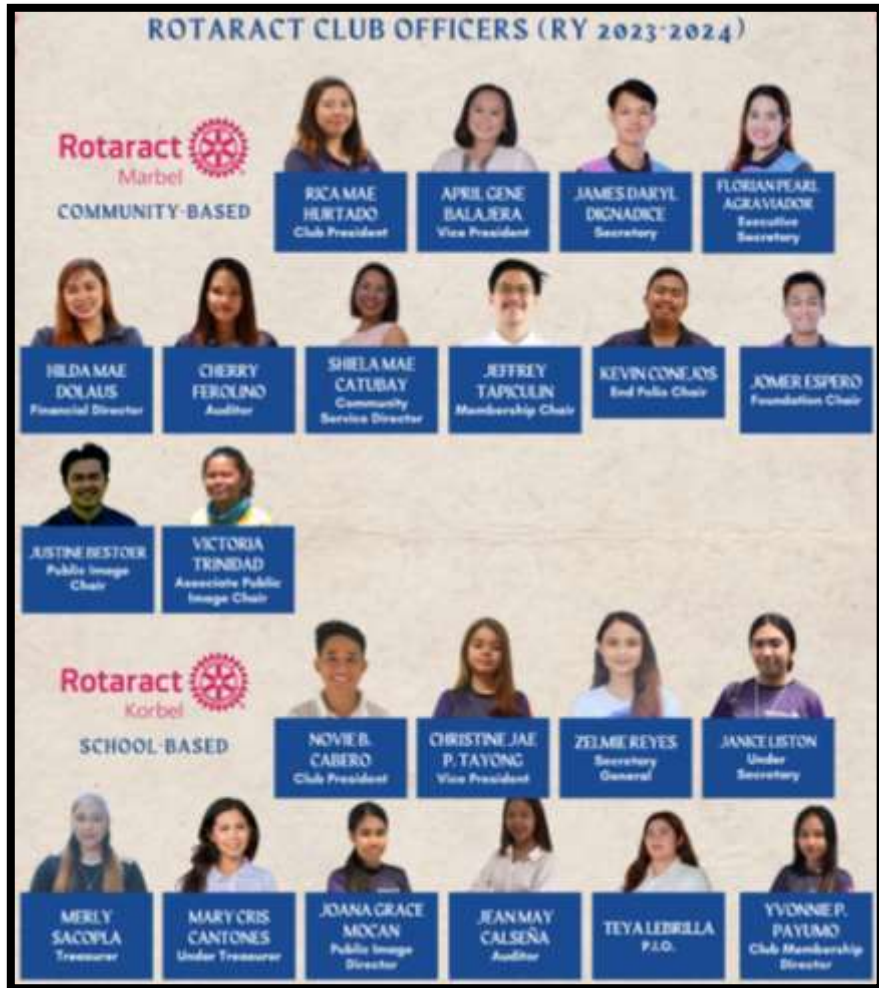 ROTARACT CLUB OFFICERS (RY 2023-2024)
Rotaract
Marbel
COMMUNITY-BASED
RICA MAE
HURTADO
Club President
APRIL GENE
BALAJERA
Vice President
JAMES DARYL
DIGNADICE
Secretary
FLORIAN PEARL
AGRAVIADOR
Executive
Secretary
HILDA MAE
DOLAUS
Financial Director
CHERRY
FEROLINO
Auditor
SHIELA MAE
CATUBAY
Community
Service Director
JEFFREY
TAPICULIN
Membership Chair
KEVIN CONEJOS
End Polio Chair
JOMER ESPERO
Foundation Chair
JUSTINE BESTOER
Public Image
Chair
VICTORIA
TRINIDAD
Associate Public
Image Chair
Rotaract
Korbel
SCHOOL-BASED
NOVIE B.
CABERO
Club President
CHRISTINE JAE
P. TAYONG
Vice President
ZELMIE REYES
Secretary
General
JANICE LISTON
Under
Secretary
MERLY
SACOPLA
Treasurer
MARY CRIS
CANTONES
Under Treasurer
JOANA GRACE
MOCAN
Public Image
Director
JEAN MAY
CALSEÑA
Auditor
TEYA LEBRILLA
P.I.O.
YVONNIE P.
PAYUMO
Club Membership
Director